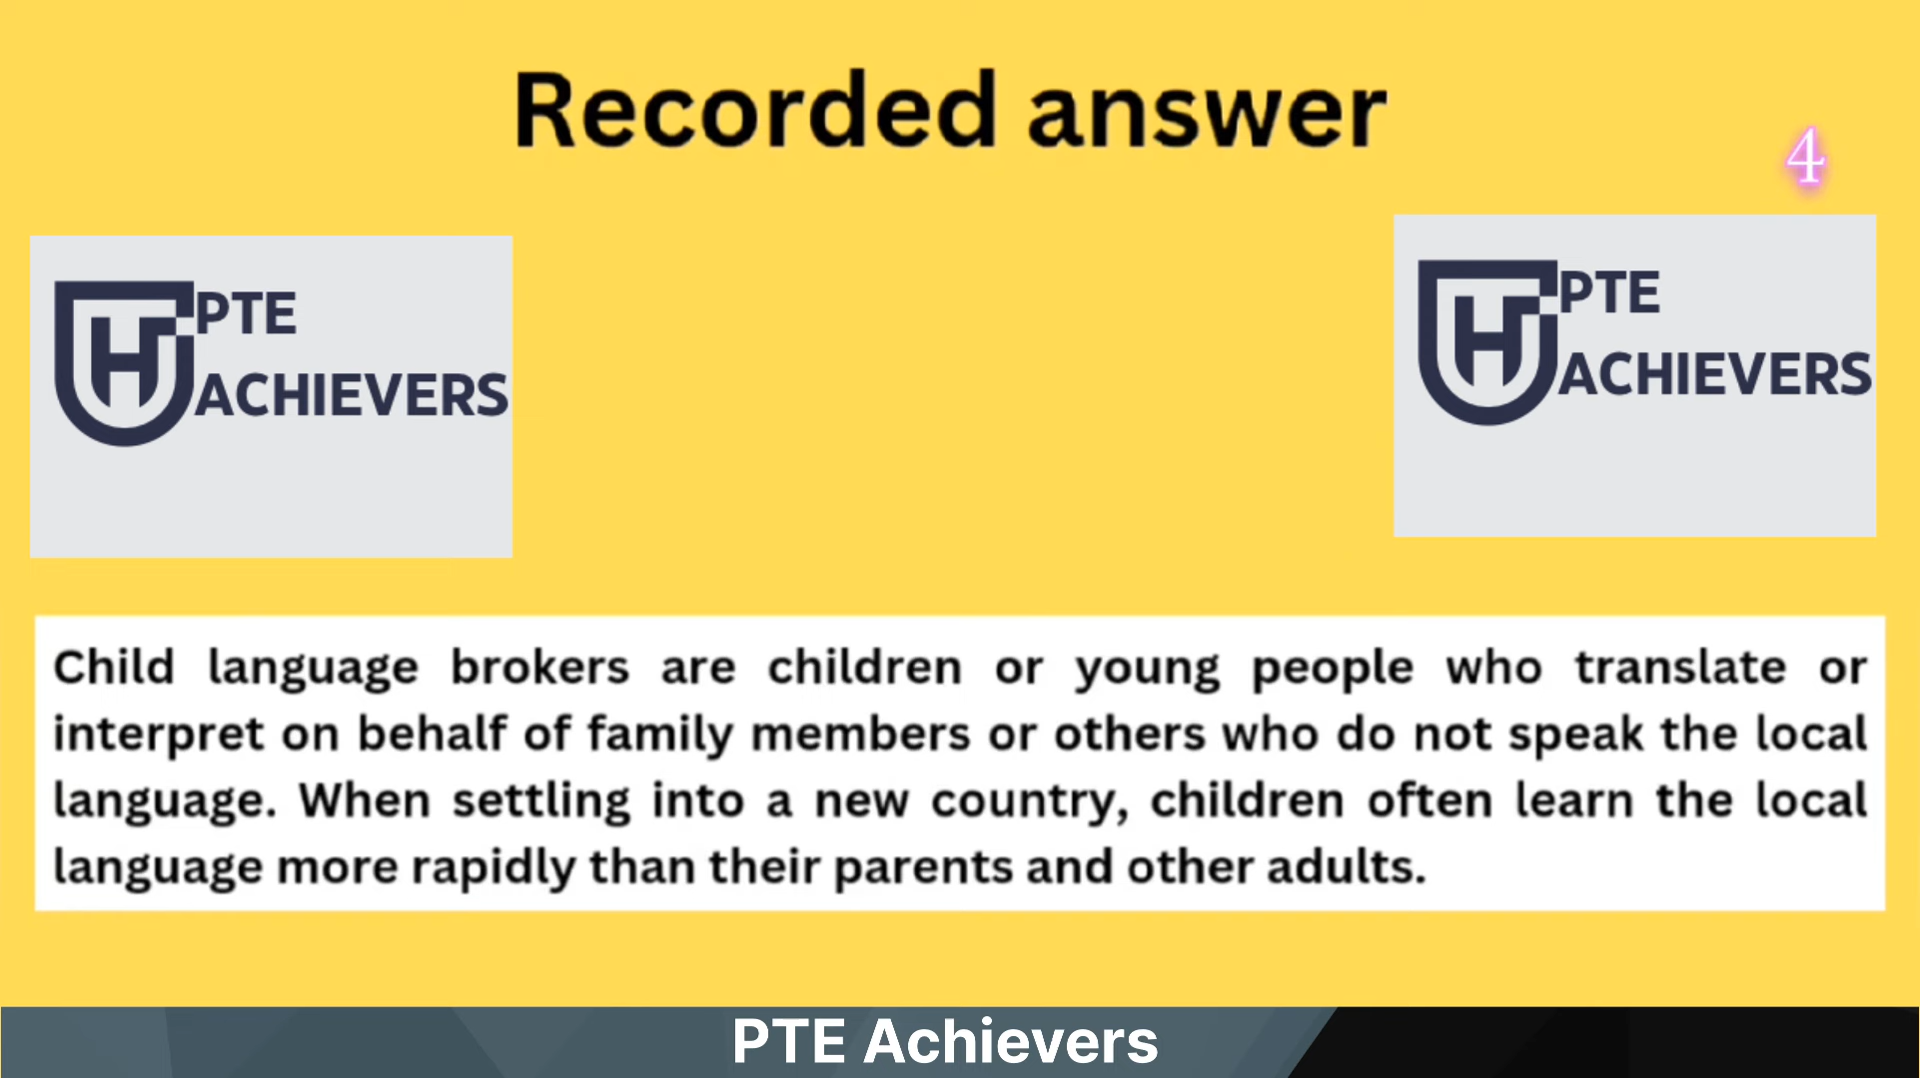 Recorded answer
4
PTE
ACHIEVERS
PTE
ACHIEVERS
Child language brokers are children or young people who translate or
interpret on behalf of family members or others who do not speak the local
language. When settling into a new country, children often learn the local
language more rapidly than their parents and other adults.
PTE Achievers